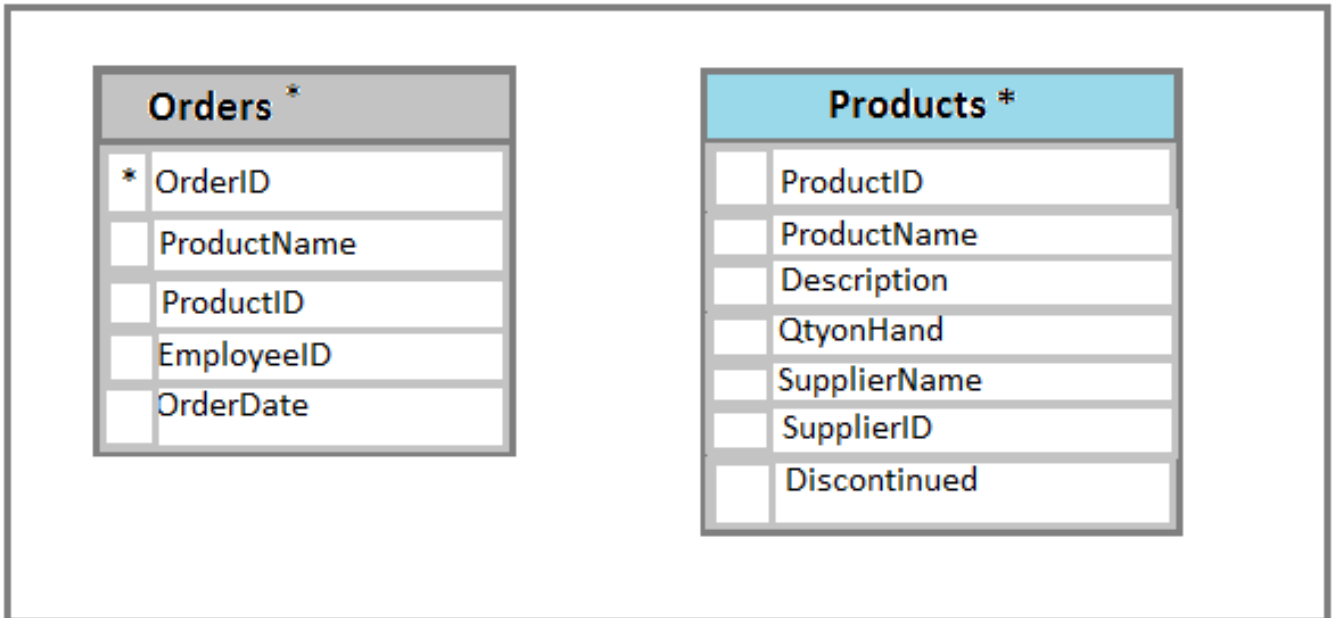 Orders *
* OrderID
ProductName
ProductID
EmployeeID
OrderDate
Products *
ProductID
ProductName
Description
QtyonHand
SupplierName
SupplierID
Discontinued